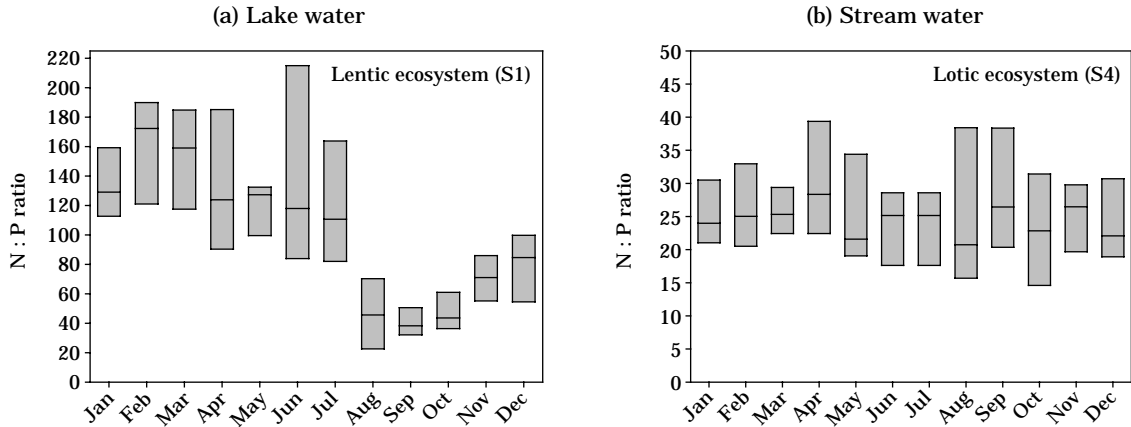 (a) Lake water
Lentic ecosystem (S1)
N : P ratio
220
200
180
160
140
120
100
80
60
40
20
0
Jan
Feb
Mar
Apr
May
Jun
Jul
Aug
Sep
Oct
Nov
Dec
(b) Stream water
Lotic ecosystem (S4)
N : P ratio
50
45
40
35
30
25
20
15
10
5
0
Jan
Feb
Mar
Apr
May
Jun
Jul
Aug
Sep
Oct
Nov
Dec